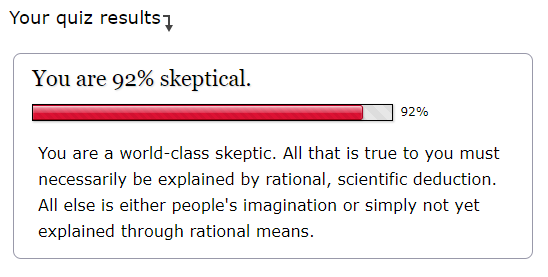 Your quiz results
You are 92% skeptical.
92%
You are a world-class skeptic. All that is true to you must
necessarily be explained by rational, scientific deduction.
All else is either people's imagination or simply not yet
explained through rational means.